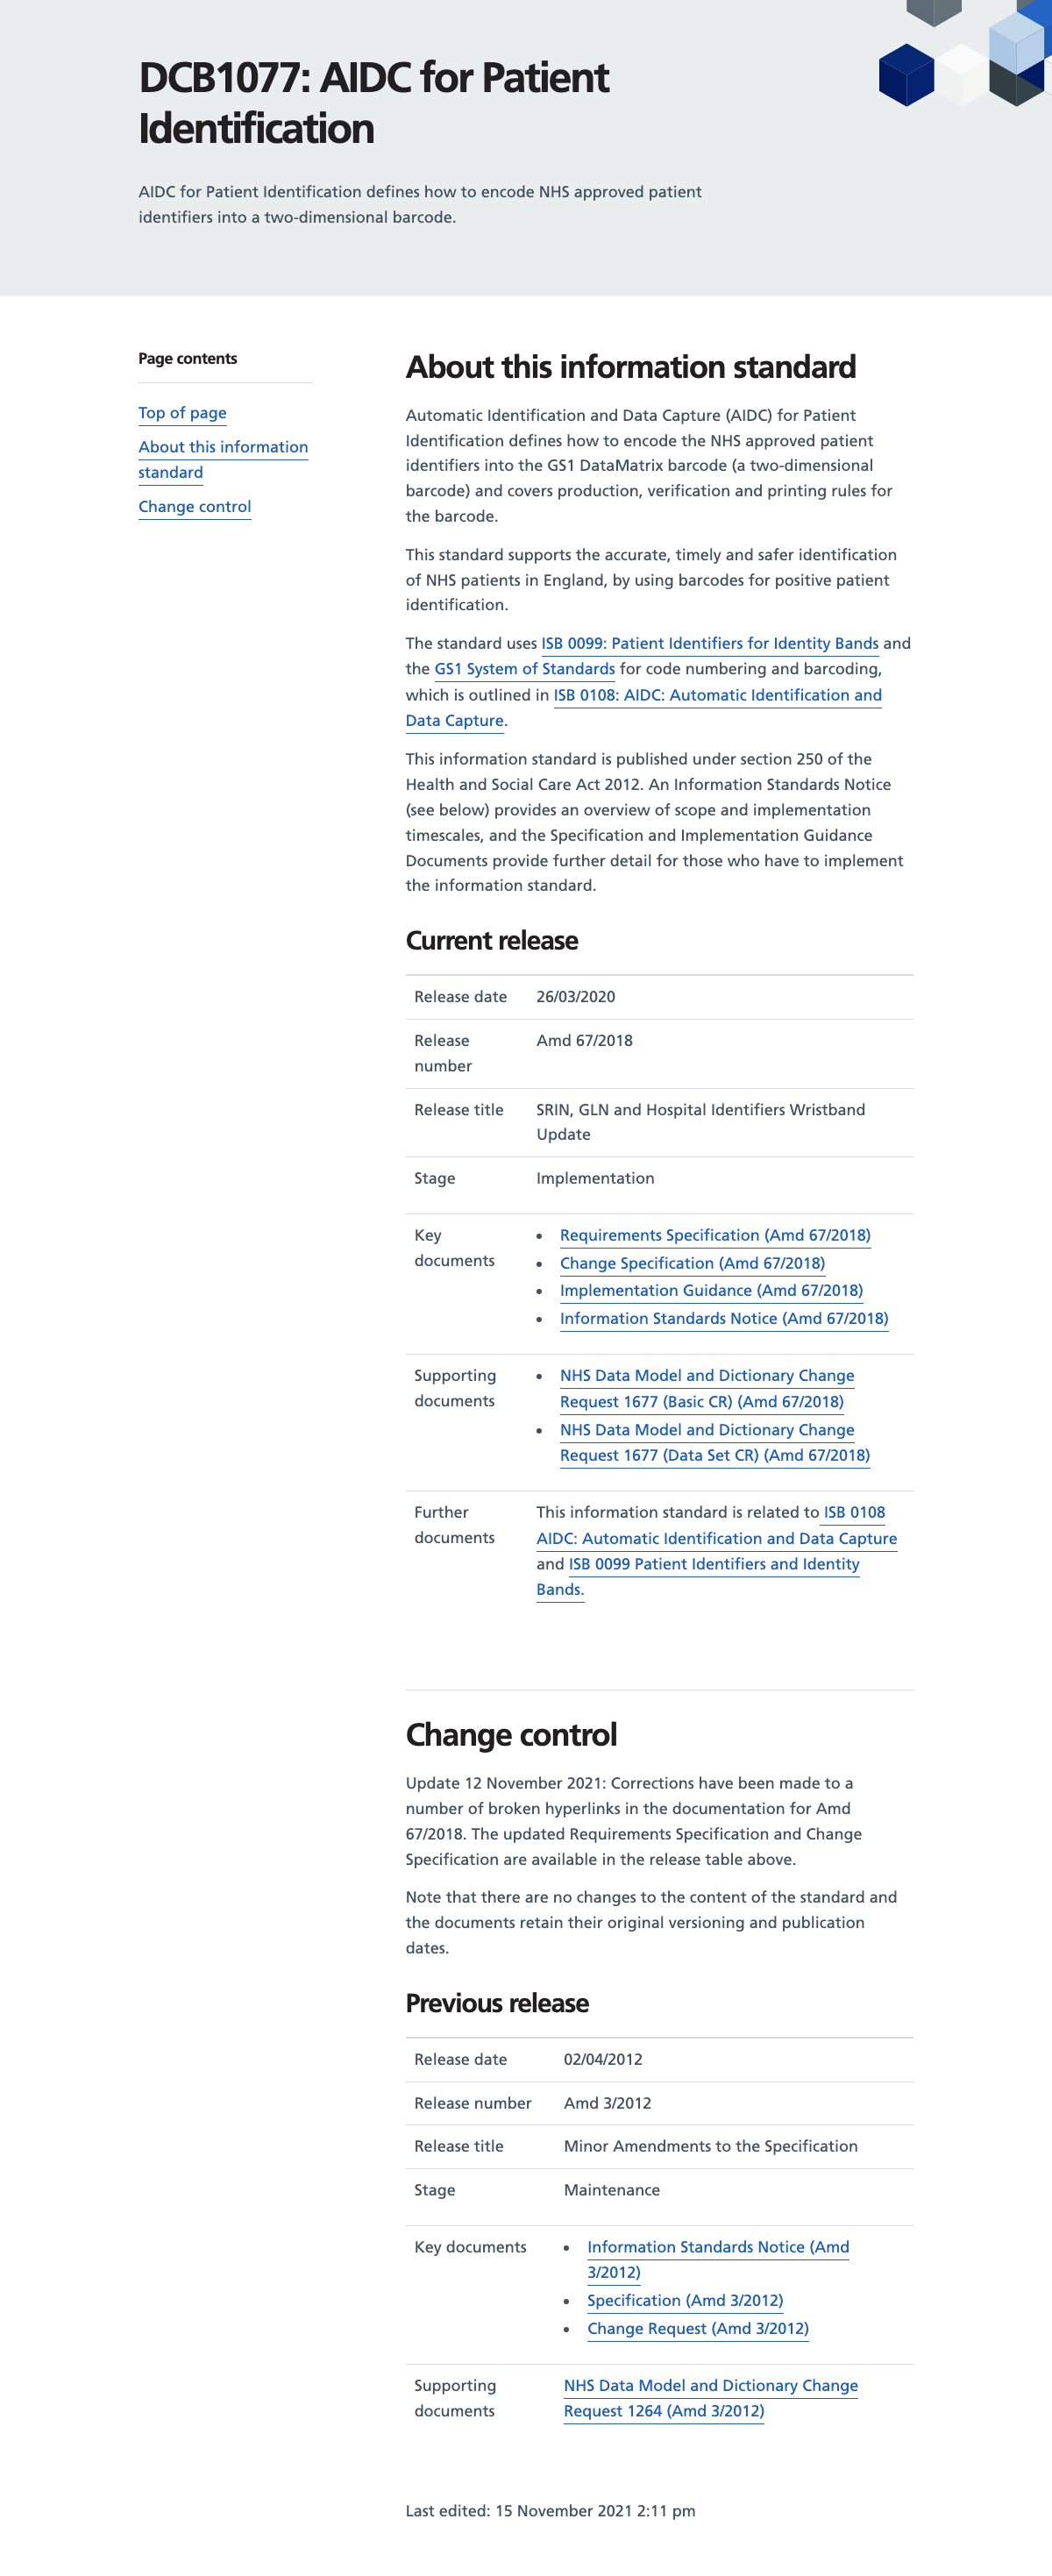 DCB1077: AIDC for Patient
Identification
AIDC for Patient Identification defines how to encode NHS approved patient
identifiers into a two-dimensional barcode.
Page contents
Top of page
About this information
standard
Change control
About this information standard
Automatic Identification and Data Capture (AIDC) for Patient
Identification defines how to encode the NHS approved patient
identifiers into the GS1 DataMatrix barcode (a two-dimensional
barcode) and covers production, verification and printing rules for
the barcode.
This standard supports the accurate, timely and safer identification
of NHS patients in England, by using barcodes for positive patient
identification.
The standard uses ISB 0099: Patient Identifiers for Identity Bands and
the GS1 System of Standards for code numbering and barcoding,
which is outlined in ISB 0108: AIDC: Automatic Identification and
Data Capture.
This information standard is published under section 250 of the
Health and Social Care Act 2012. An Information Standards Notice
(see below) provides an overview of scope and implementation
timescales, and the Specification and Implementation Guidance
Documents provide further detail for those who have to implement
the information standard.
Current release
Release date 26/03/2020
Release Amd 67/2018
number
Release title SRIN, GLN and Hospital Identifiers Wristband
Update
Stage Implementation
Key • Requirements Specification (Amd 67/2018)
documents • Change Specification (Amd 67/2018)
• Implementation Guidance (Amd 67/2018)
• Information Standards Notice (Amd 67/2018)
Supporting • NHS Data Model and Dictionary Change
documents Request 1677 (Basic CR) (Amd 67/2018)
• NHS Data Model and Dictionary Change
Request 1677 (Data Set CR) (Amd 67/2018)
Further This information standard is related to ISB 0108
documents AIDC: Automatic Identification and Data Capture
and ISB 0099 Patient Identifiers and Identity
Bands.
Change control
Update 12 November 2021: Corrections have been made to a
number of broken hyperlinks in the documentation for Amd
67/2018. The updated Requirements Specification and Change
Specification are available in the release table above.
Note that there are no changes to the content of the standard and
the documents retain their original versioning and publication
dates.
Previous release
Release date 02/04/2012
Release number Amd 3/2012
Release title Minor Amendments to the Specification
Stage Maintenance
Key documents • Information Standards Notice (Amd
3/2012)
• Specification (Amd 3/2012)
• Change Request (Amd 3/2012)
Supporting NHS Data Model and Dictionary Change
documents Request 1264 (Amd 3/2012)
Last edited: 15 November 2021 2:11 pm